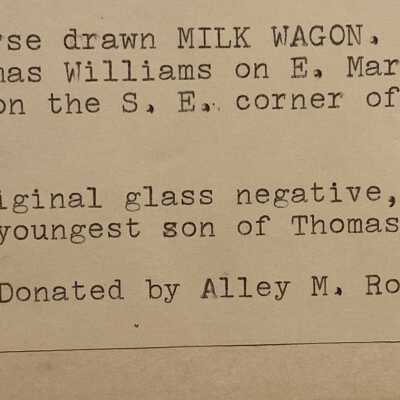 rse drawn MILK WAGON.
mas Williams on E. Mar
on the S. E. corner of
iginal glass negative,
youngest son of Thomas
Donated by Alley M. Ro